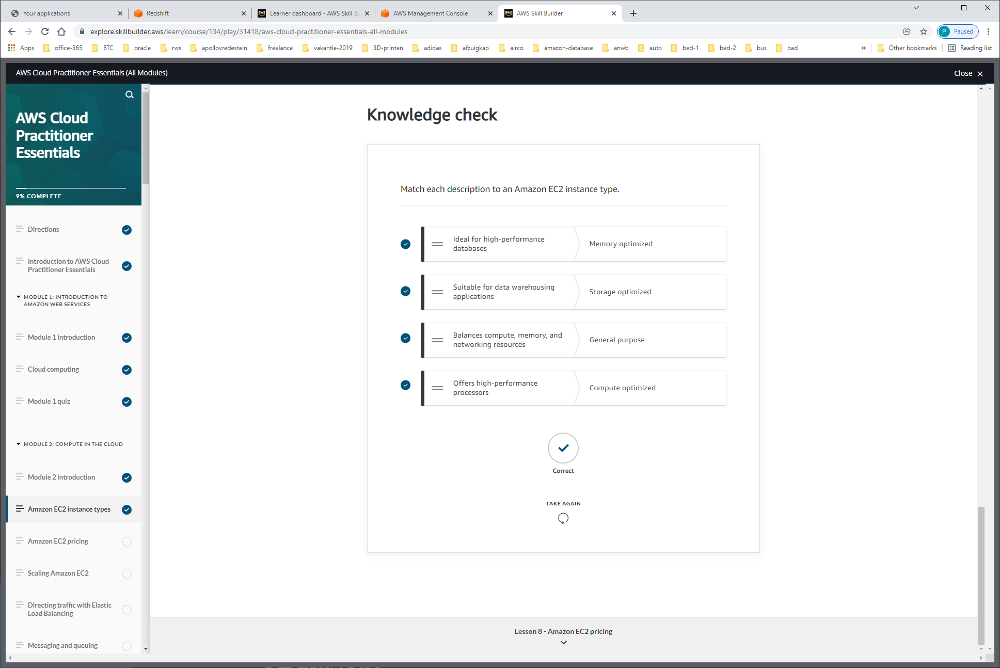 Your applications
Redshift
Learner dashboard - AWS Skill Bu
AWS Management Console
AWS Skill Builder
explore.skillbuilder.aws/learn/course/134/play/31418/aws-cloud-practitioner-essentials-all-modules
P Paused
Apps office-365 BTC oracle rws apollovredestein freelance vakantie-2019 3D-printen adidas afzuigkap airco amazon-database anwb auto bed-1 bed-2 bus bad » Other bookmarks Reading list
AWS Cloud Practitioner Essentials (All Modules)
Close
AWS Cloud
Practitioner
Essentials
9% COMPLETE
Directions
Introduction to AWS Cloud
Practitioner Essentials
MODULE 1: INTRODUCTION TO
AMAZON WEB SERVICES
Module 1 introduction
Cloud computing
Module 1 quiz
MODULE 2: COMPUTE IN THE CLOUD
Module 2 introduction
Amazon EC2 instance types
Amazon EC2 pricing
Scaling Amazon EC2
Directing traffic with Elastic
Load Balancing
Messaging and queuing
Knowledge check
Match each description to an Amazon EC2 instance type.
Ideal for high-performance
databases
Memory optimized
Suitable for data warehousing
applications
Storage optimized
Balances compute, memory, and
networking resources
General purpose
Offers high-performance
processors
Compute optimized
Correct
TAKE AGAIN
Lesson 8 - Amazon EC2 pricing